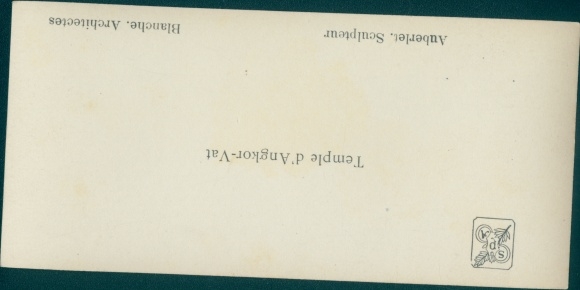 Temple d'Angkor-Vat
Auberlet. Sculpteur
Blanche. Architectes